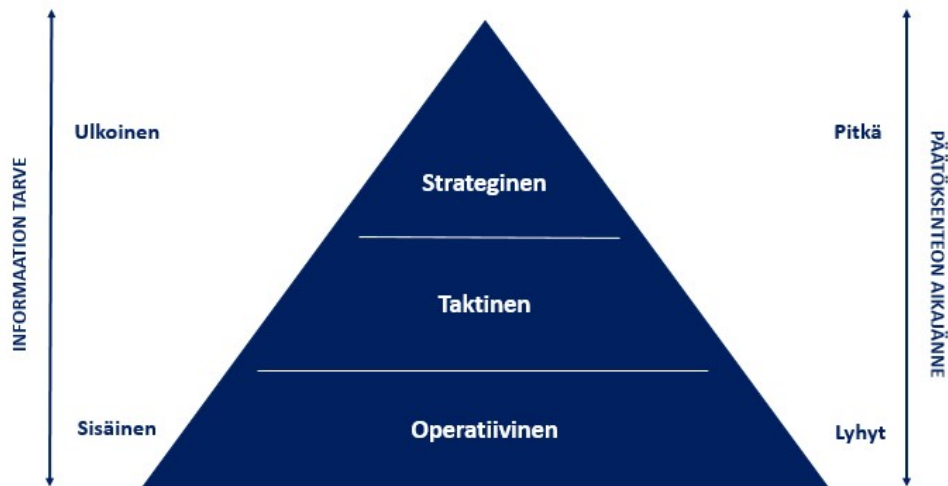 INFORMAATION TARVE
Ulkoinen
Sisäinen
Strateginen
Taktinen
Operatiivinen
Pitkä
Lyhyt
PÄÄTÖKSENTEON AIKAJÄNNE